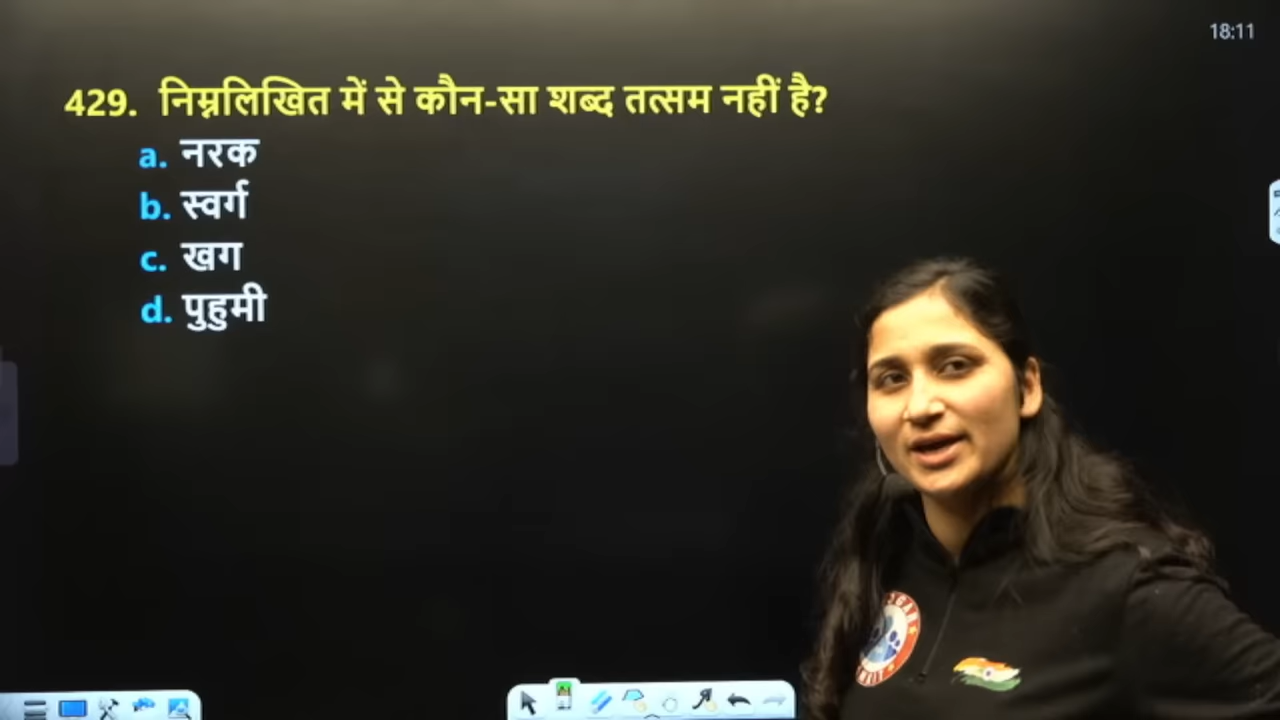 18:11
429. निम्नलिखित में से कौन-सा शब्द तत्सम नहीं है?
a. नरक
b. स्वर्ग
c. खग
d. पुहुमी